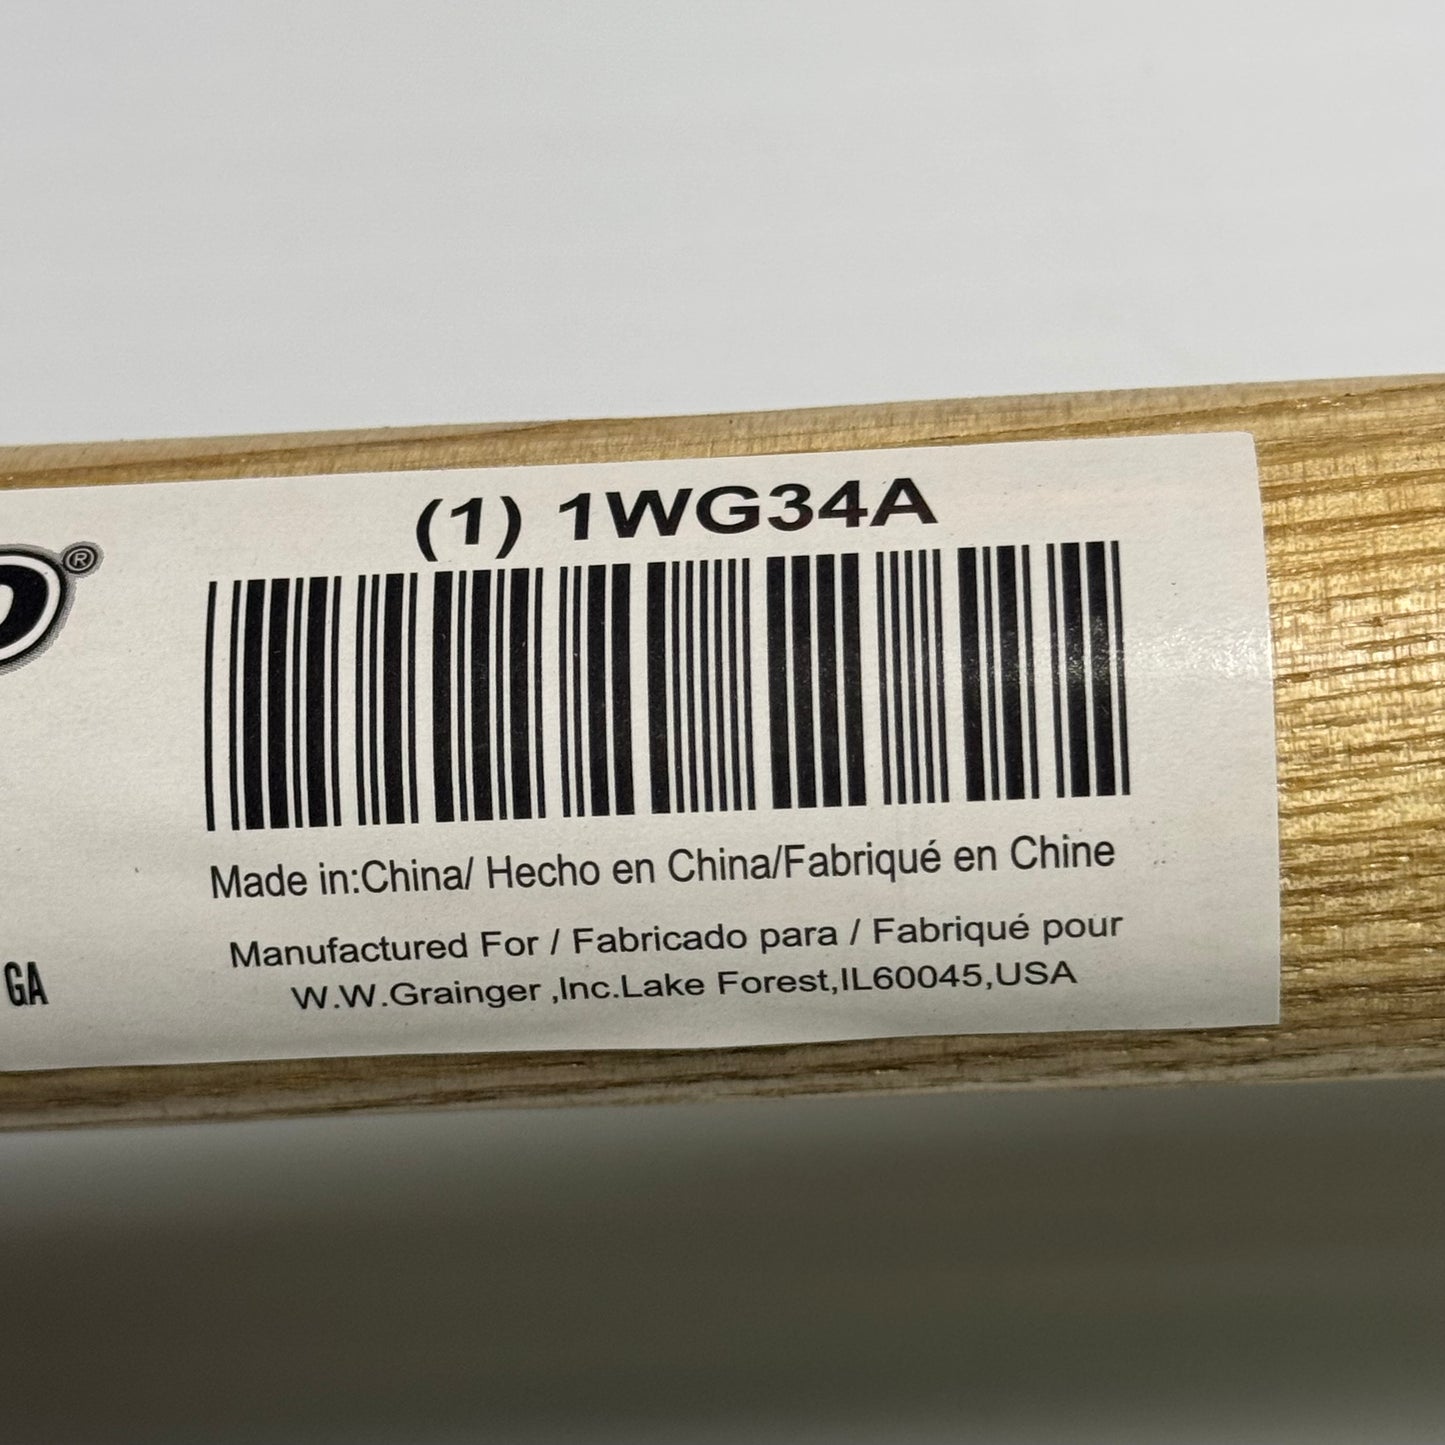 (1) 1WG34A
®
Made in:China/ Hecho en China/Fabriqué en Chine
GA
Manufactured For / Fabricado para / Fabriqué pour
W.W.Grainger ,Inc.Lake Forest,IL60045,USA